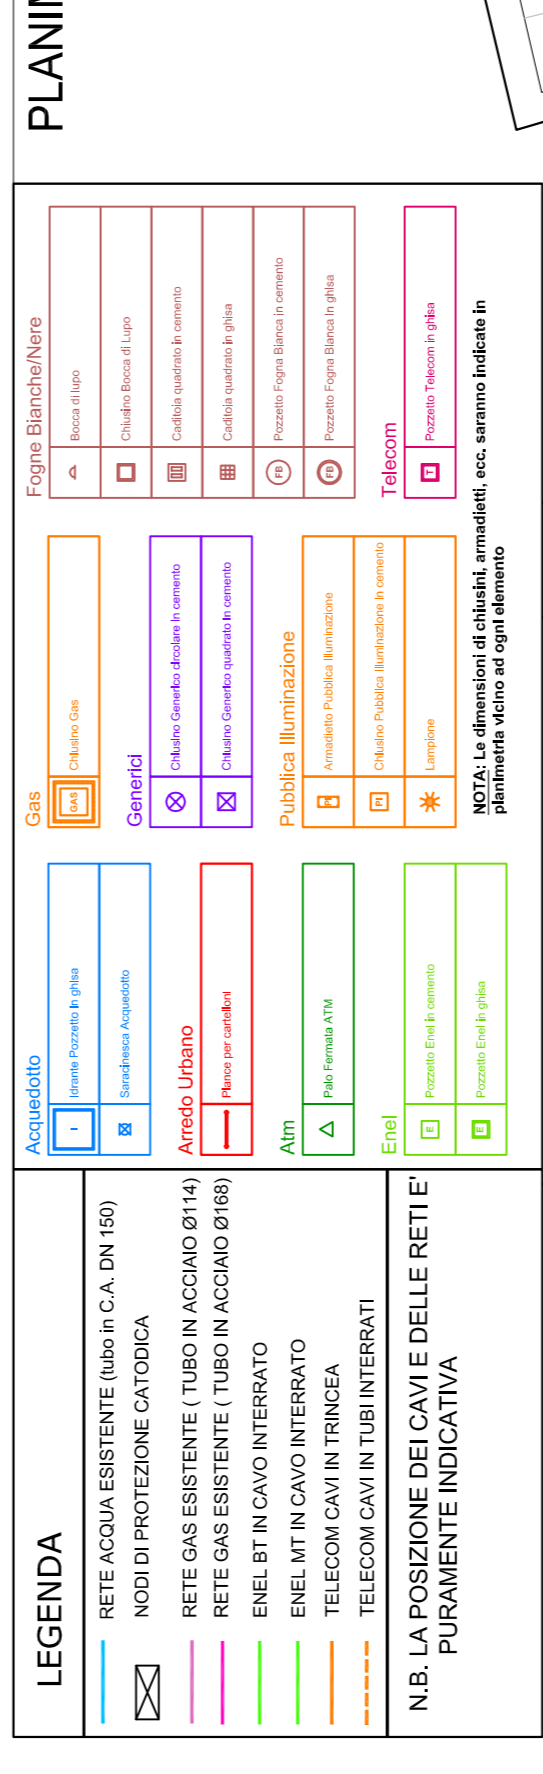 PLANIM
LEGENDA
RETE ACQUA ESISTENTE (tubo in C.A. DN 150)
NODI DI PROTEZIONE CATODICA
RETE GAS ESISTENTE ( TUBO IN ACCIAIO Ø114)
RETE GAS ESISTENTE ( TUBO IN ACCIAIO Ø168)
ENEL BT IN CAVO INTERRATO
ENEL MT IN CAVO INTERRATO
TELECOM CAVI IN TRINCEA
TELECOM CAVI IN TUBI INTERRATI
N.B. LA POSIZIONE DEI CAVI E DELLE RETI E'
PURAMENTE INDICATIVA
Acquedotto
I Idrante Pozzetto in ghisa
Saracinesca Acquedotto
Arredo Urbano
Plance per cartelloni
Atm
Palo Fermata ATM
Enel
E Pozzetto Enel in cemento
E Pozzetto Enel in ghisa
Gas
GAS Chiusino Gas
Generici
Chiusino Generico circolare in cemento
Chiusino Generico quadrato in cemento
Pubblica Illuminazione
PI Armadietto Pubblica Illuminazione
PI Chiusino Pubblica Illuminazione in cemento
Lampione
Fogne Bianche/Nere
Bocca di lupo
Chiusino Bocca di Lupo
Caditoia quadrato in cemento
Caditoia quadrato in ghisa
FB Pozzetto Fogna Bianca in cemento
FB Pozzetto Fogna Bianca in ghisa
Telecom
T Pozzetto Telecom in ghisa
NOTA: Le dimensioni di chiusini, armadietti, ecc. saranno indicate in
planimetria vicino ad ogni elemento